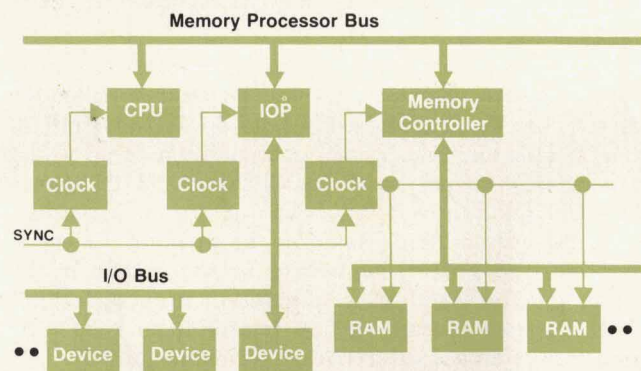 Memory Processor Bus
CPU
IOP
Memory
Controller
Clock
Clock
Clock
SYNC
I/O Bus
RAM
RAM
RAM
Device
Device
Device